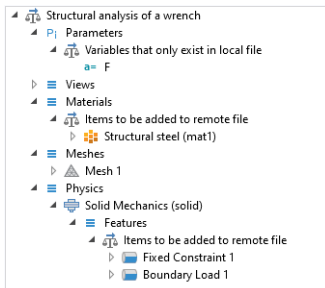 Structural analysis of a wrench
Pi Parameters
Variables that only exist in local file
a= F
Views
Materials
Items to be added to remote file
Structural steel (mat1)
Meshes
Mesh 1
Physics
Solid Mechanics (solid)
Features
Items to be added to remote file
Fixed Constraint 1
Boundary Load 1